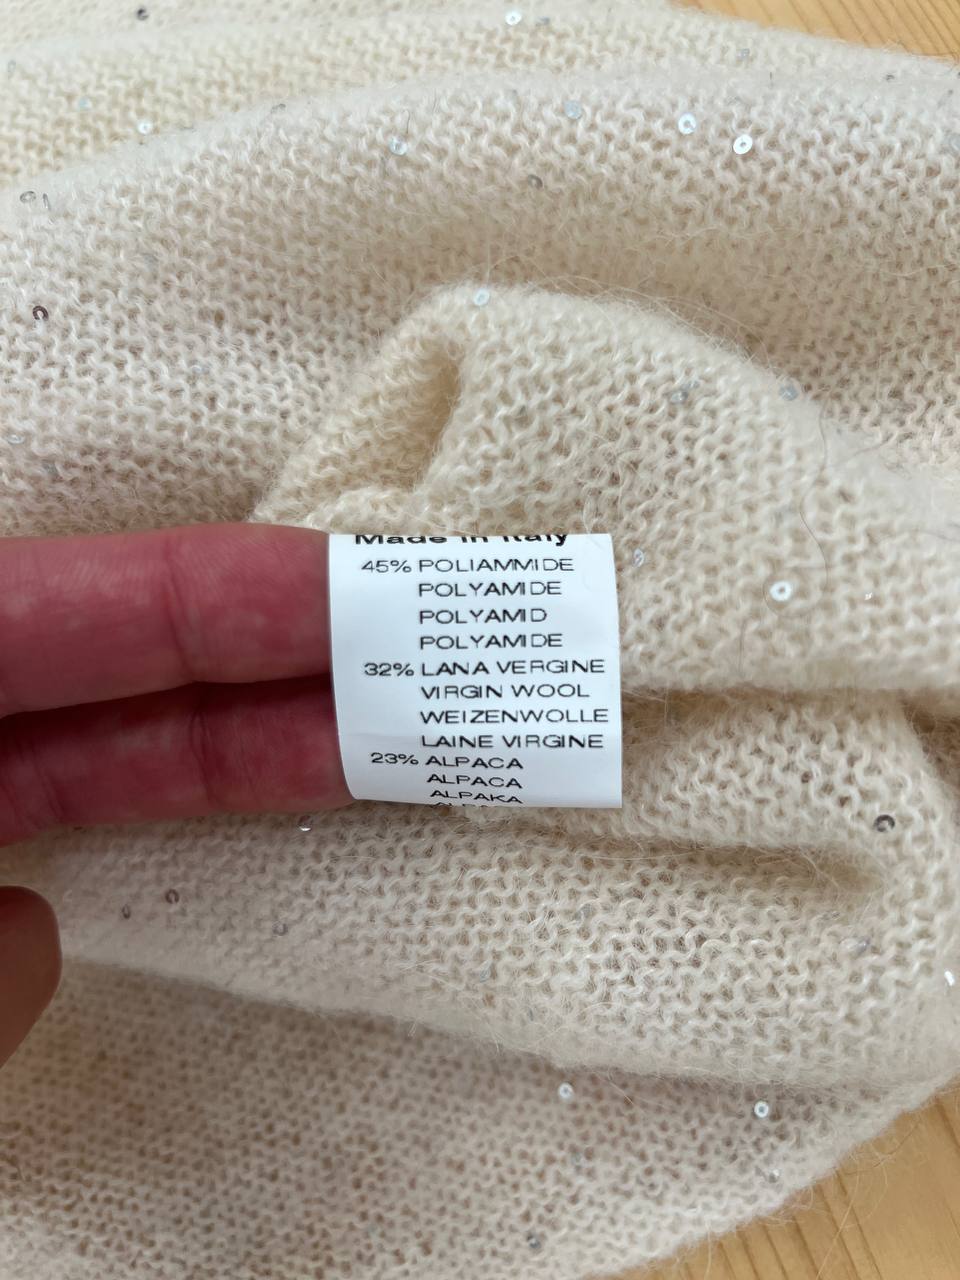 Made in Italy
45% POLIAMMIDE
POLYAMIDE
POLYAMID
POLYAMIDE
32% LANA VERGINE
VIRGIN WOOL
WEIZENWOLLE
LAINE VIRGINE
23% ALPACA
ALPACA
ALPAKA